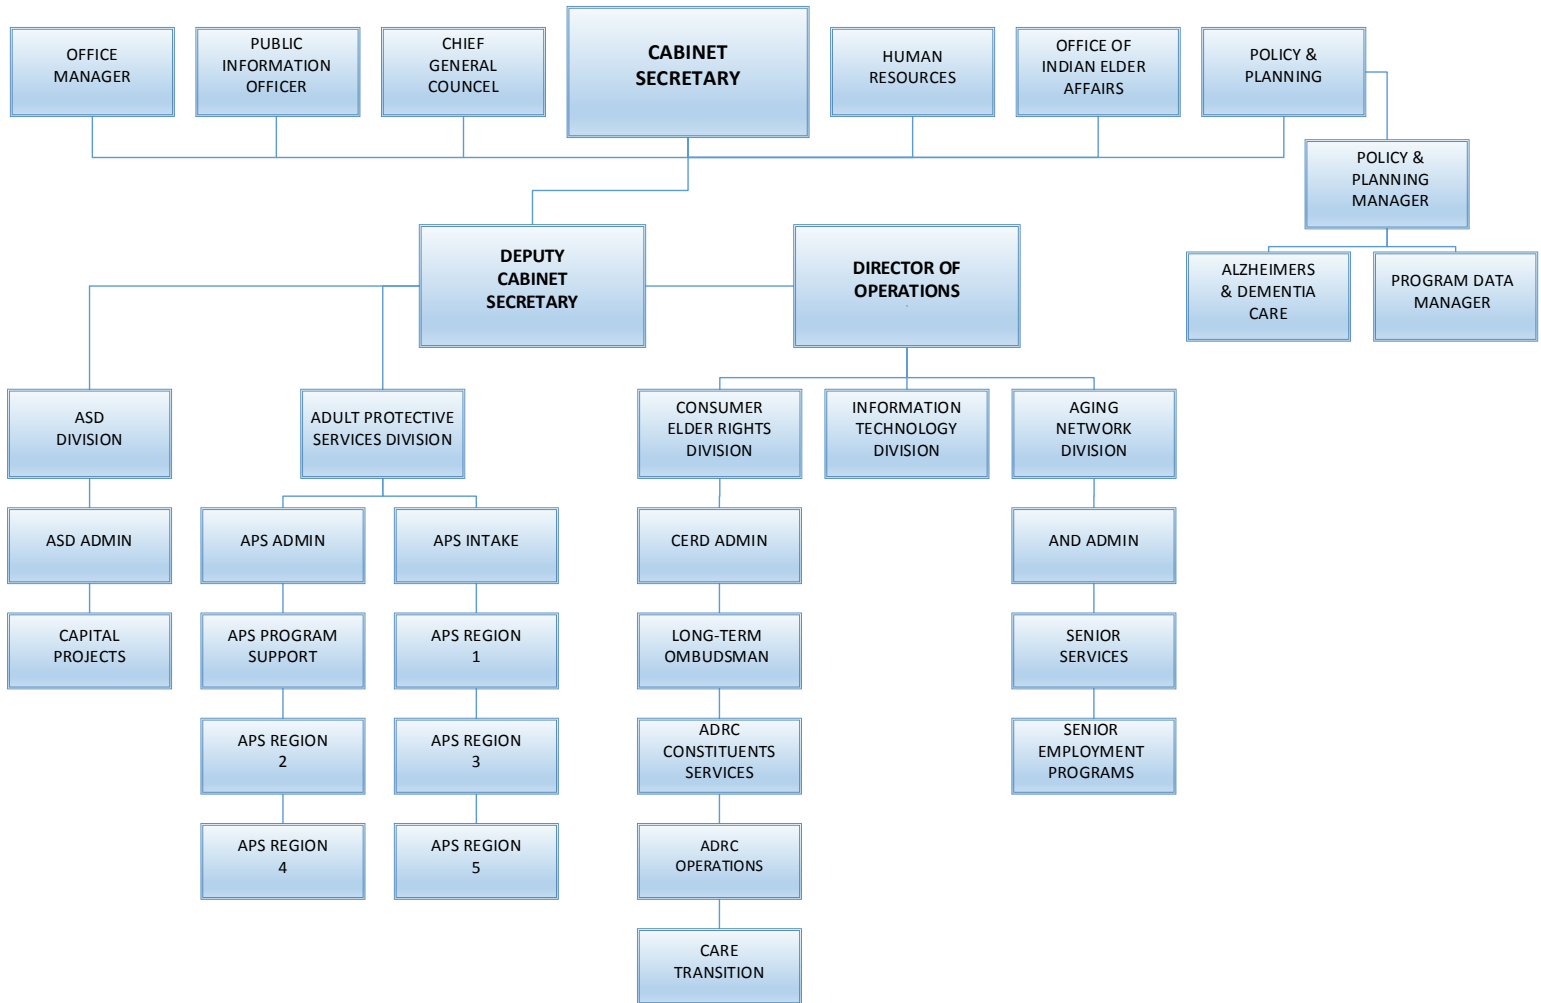 OFFICE
MANAGER
PUBLIC
INFORMATION
OFFICER
CHIEF
GENERAL
COUNCEL
CABINET
SECRETARY
HUMAN
RESOURCES
OFFICE OF
INDIAN ELDER
AFFAIRS
POLICY &
PLANNING
POLICY &
PLANNING
MANAGER
DEPUTY
CABINET
SECRETARY
DIRECTOR OF
OPERATIONS
ALZHEIMERS
& DEMENTIA
CARE
PROGRAM DATA
MANAGER
ASD
DIVISION
ADULT PROTECTIVE
SERVICES DIVISION
CONSUMER
ELDER RIGHTS
DIVISION
INFORMATION
TECHNOLOGY
DIVISION
AGING
NETWORK
DIVISION
ASD ADMIN
APS ADMIN
APS INTAKE
CERD ADMIN
AND ADMIN
CAPITAL
PROJECTS
APS PROGRAM
SUPPORT
APS REGION
1
LONG-TERM
OMBUDSMAN
SENIOR
SERVICES
APS REGION
2
APS REGION
3
ADRC
CONSTITUENTS
SERVICES
SENIOR
EMPLOYMENT
PROGRAMS
APS REGION
4
APS REGION
5
ADRC
OPERATIONS
CARE
TRANSITION